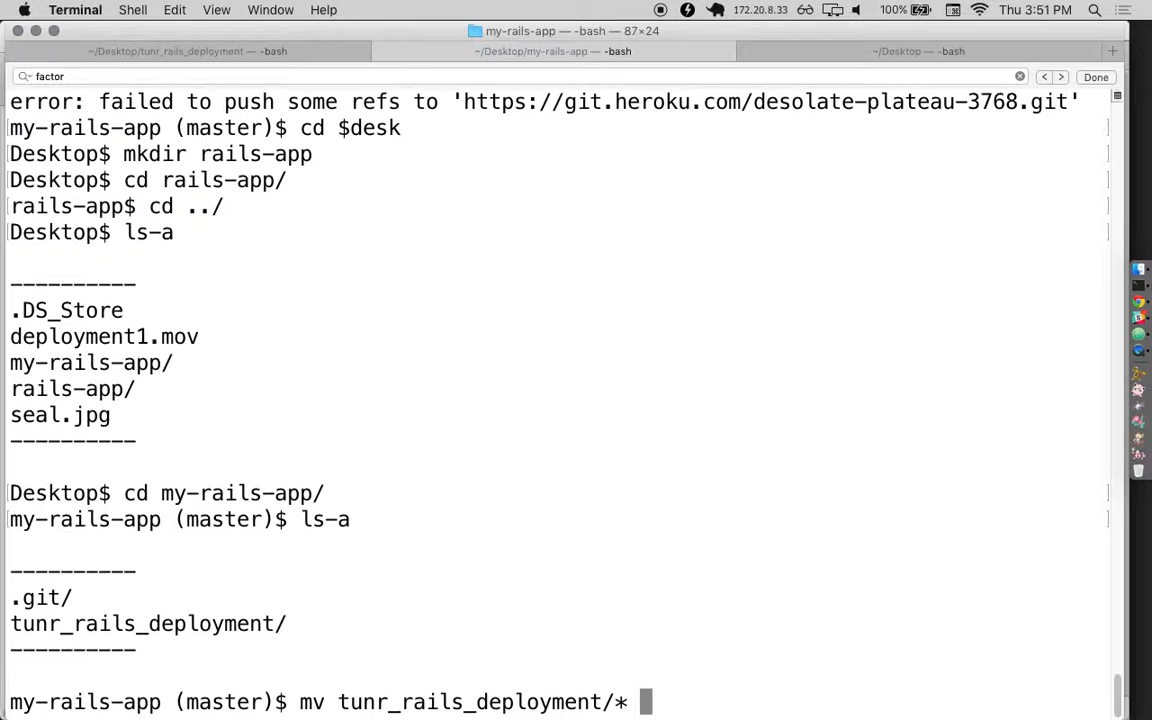 Terminal Shell Edit View Window Help 172.20.8.33 100% Thu 3:51 PM
my-rails-app — -bash — 87×24
~/Desktop/tunr_rails_deployment — -bash ~/Desktop/my-rails-app — -bash ~/Desktop — -bash +
factor < > Done
error: failed to push some refs to 'https://git.heroku.com/desolate-plateau-3768.git'
my-rails-app (master)$ cd $desk
Desktop$ mkdir rails-app
Desktop$ cd rails-app/
rails-app$ cd ../
Desktop$ ls-a
----------
.DS_Store
deployment1.mov
my-rails-app/
rails-app/
seal.jpg
----------
Desktop$ cd my-rails-app/
my-rails-app (master)$ ls-a
----------
.git/
tunr_rails_deployment/
----------
my-rails-app (master)$ mv tunr_rails_deployment/*